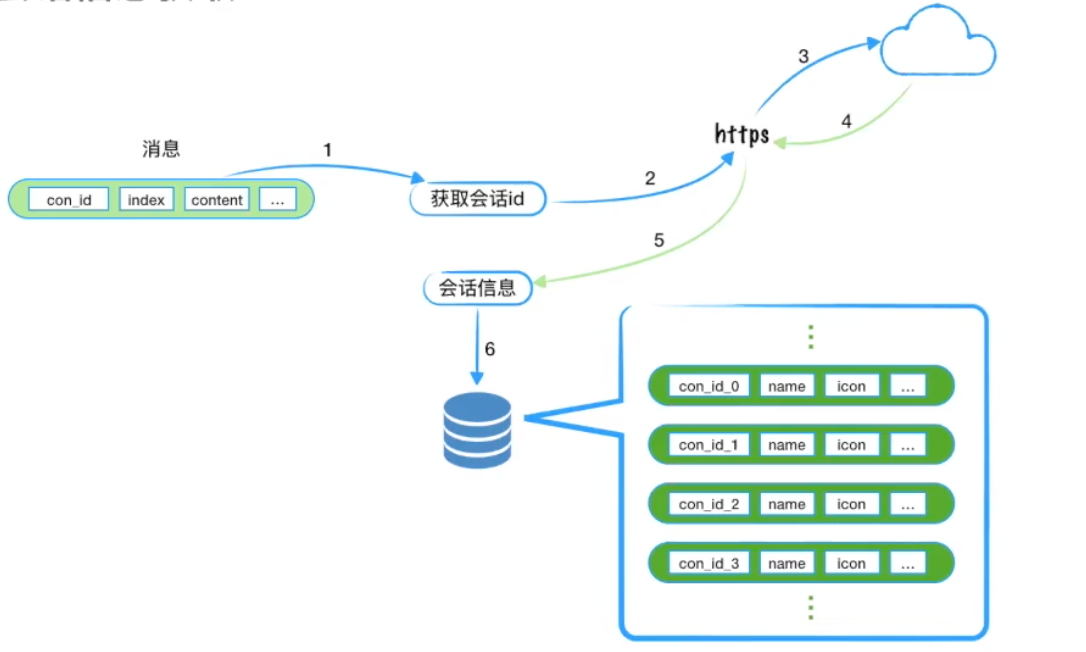 消息
1
con_id index content ...
获取会话id
2
https
3
4
5
会话信息
6
con_id_0 name icon ...
con_id_1 name icon ...
con_id_2 name icon ...
con_id_3 name icon ...